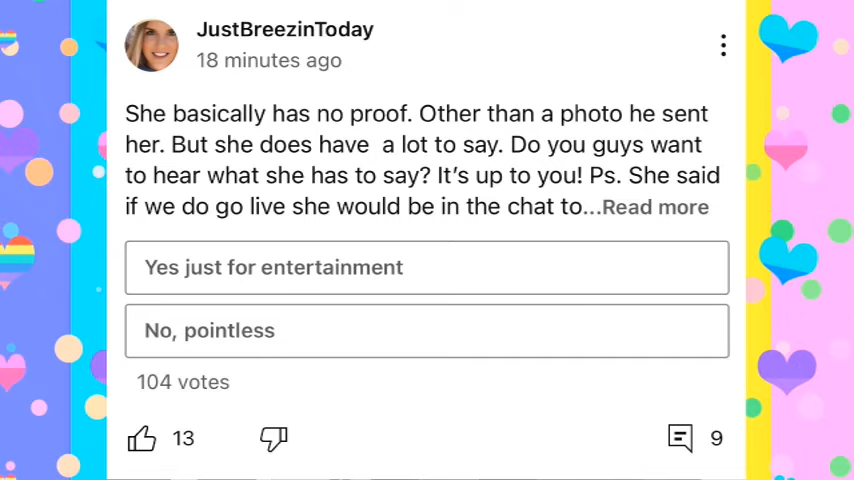 JustBreezinToday
18 minutes ago
She basically has no proof. Other than a photo he sent
her. But she does have  a lot to say. Do you guys want
to hear what she has to say? It's up to you! Ps. She said
if we do go live she would be in the chat to...Read more
Yes just for entertainment
No, pointless
104 votes
13
9